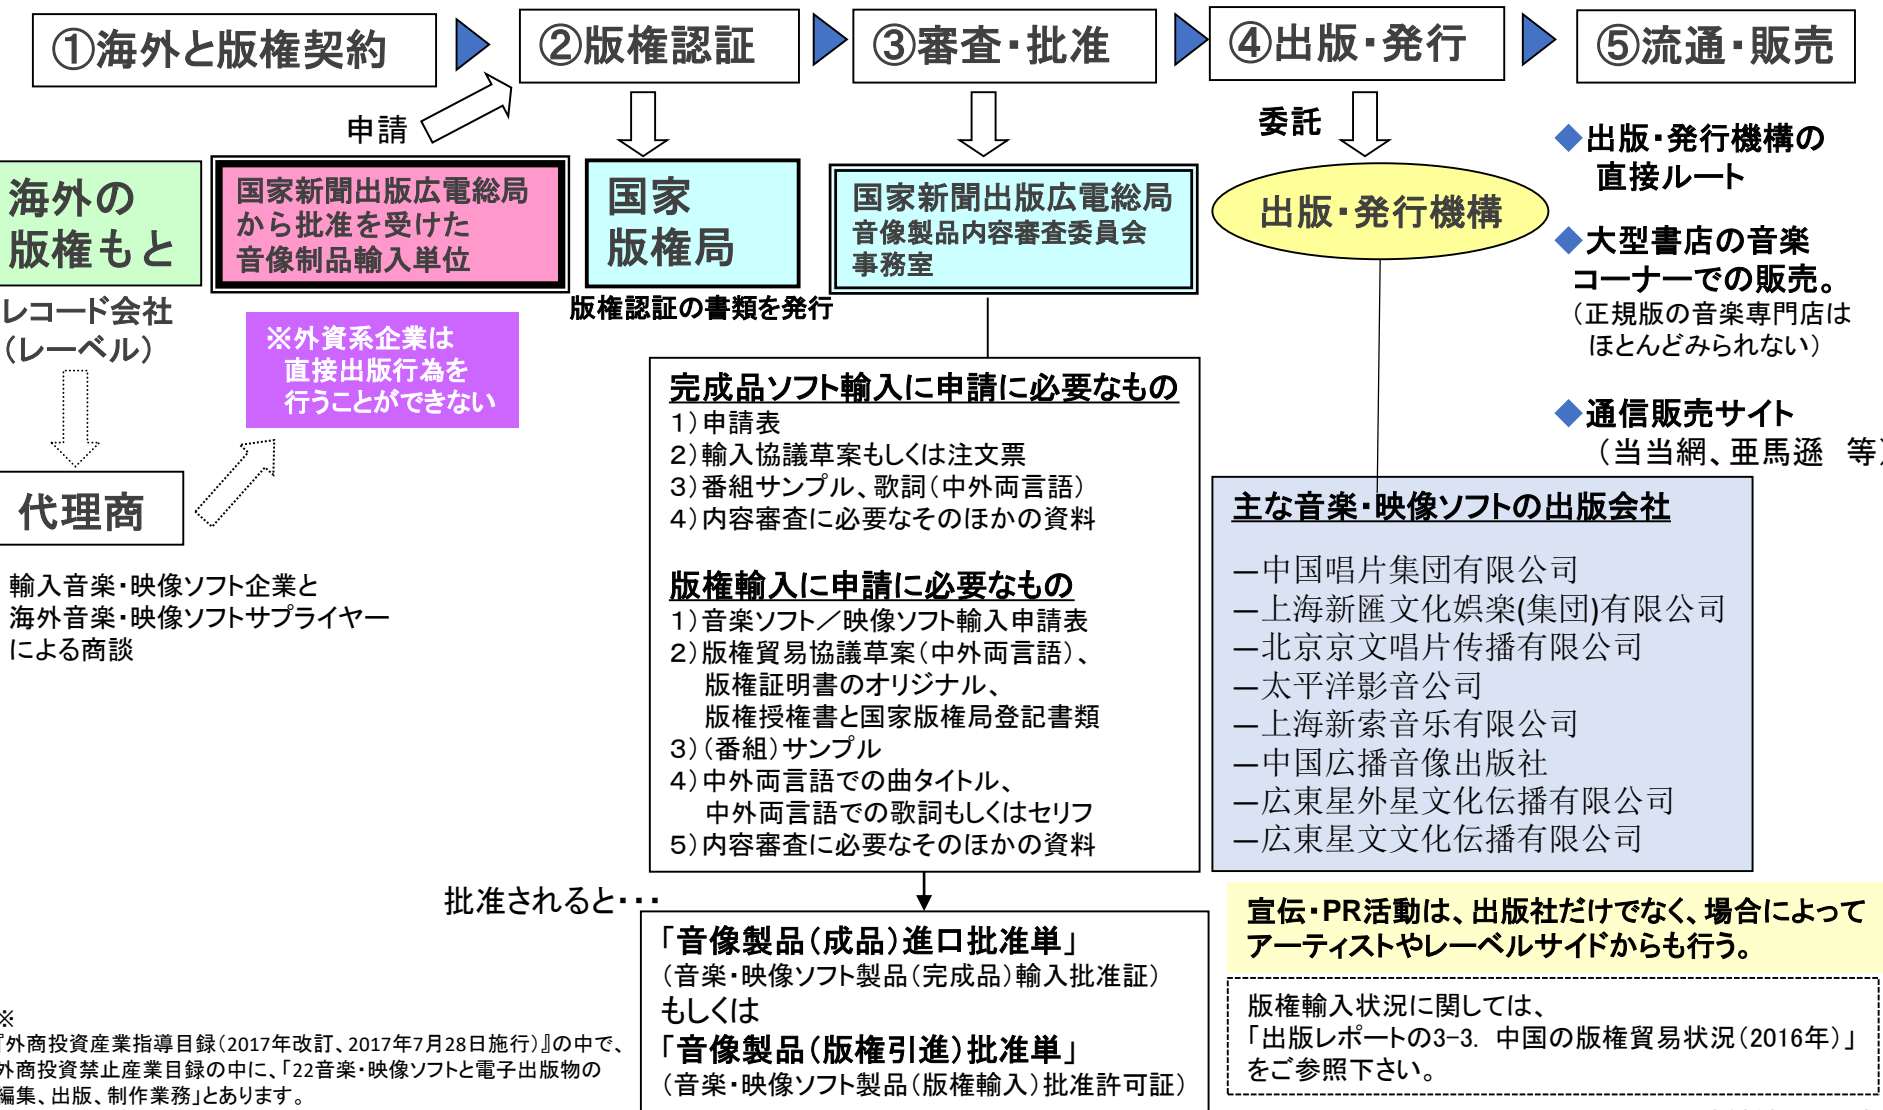 ①海外と版権契約
②版権認証
③審査・批准
④出版・発行
⑤流通・販売
申請
委託
海外の
版権もと
レコード会社
（レーベル）
代理商
輸入音楽・映像ソフト企業と
海外音楽・映像ソフトサプライヤー
による商談
国家新聞出版広電総局
から批准を受けた
音像制品輸入単位
※外資系企業は
直接出版行為を
行うことができない
国家
版権局
版権認証の書類を発行
国家新聞出版広電総局
音像製品内容審査委員会
事務室
完成品ソフト輸入に申請に必要なもの
１）申請表
２）輸入協議草案もしくは注文票
３）番組サンプル、歌詞（中外両言語）
４）内容審査に必要なそのほかの資料
版権輸入に申請に必要なもの
１）音楽ソフト／映像ソフト輸入申請表
２）版権貿易協議草案（中外両言語）、
版権証明書のオリジナル、
版権授権書と国家版権局登記書類
３）（番組）サンプル
４）中外両言語での曲タイトル、
中外両言語での歌詞もしくはセリフ
５）内容審査に必要なそのほかの資料
批准されると・・・
「音像製品（成品）進口批准単」
（音楽・映像ソフト製品（完成品）輸入批准証）
もしくは
「音像製品（版権引進）批准単」
（音楽・映像ソフト製品（版権輸入）批准許可証）
出版・発行機構
◆出版・発行機構の
直接ルート
◆大型書店の音楽
コーナーでの販売。
（正規版の音楽専門店は
ほとんどみられない）
◆通信販売サイト
（当当網、亜馬遜　等）
主な音楽・映像ソフトの出版会社
―中国唱片集団有限公司
―上海新匯文化娯楽(集団)有限公司
―北京京文唱片传播有限公司
―太平洋影音公司
―上海新索音乐有限公司
―中国広播音像出版社
―広東星外星文化伝播有限公司
―広東星文文化伝播有限公司
宣伝・PR活動は、出版社だけでなく、場合によって
アーティストやレーベルサイドからも行う。
版権輸入状況に関しては、
「出版レポートの3-3. 中国の版権貿易状況（2016年）」
をご参照下さい。
※
『外商投資産業指導目録（2017年改訂、2017年7月28日施行）』の中で、
外商投資禁止産業目録の中に、「22音楽・映像ソフトと電子出版物の
編集、出版、制作業務」とあります。